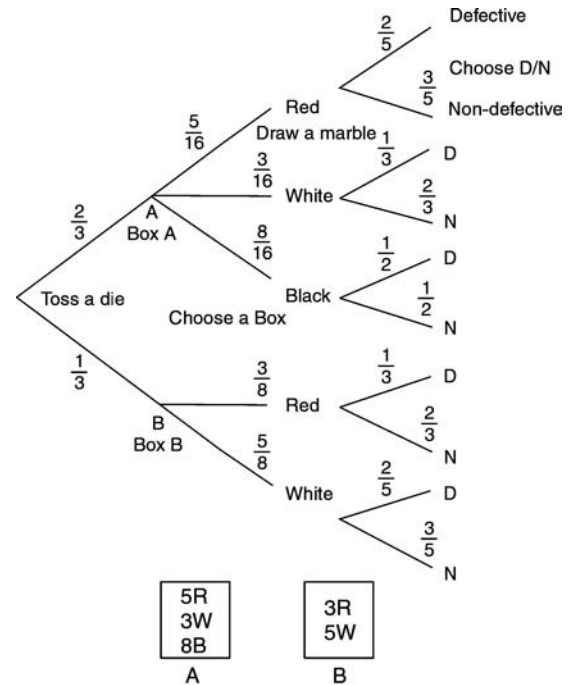 2/5
Defective
Choose D/N
3/5
Non-defective
5/16
Red
Draw a marble
1/3
D
3/16
White
2/3
2/3
N
A
Box A
8/16
1/2
D
Black
1/2
Toss a die
Choose a Box
N
1/3
3/8
1/3
D
Red
2/3
B
Box B
N
5/8
2/5
D
White
3/5
N
5R
3W
8B
3R
5W
A
B